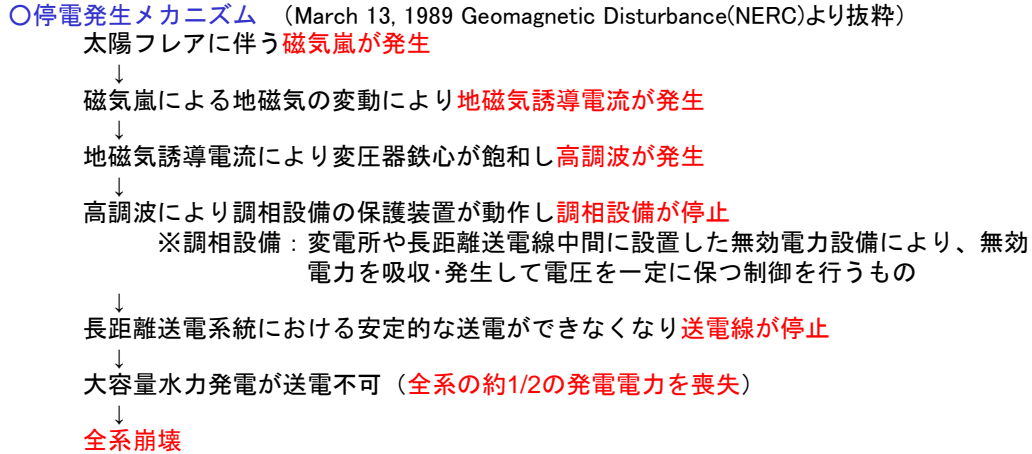 〇停電発生メカニズム （March 13, 1989 Geomagnetic Disturbance(NERC)より抜粋）
太陽フレアに伴う磁気嵐が発生
↓
磁気嵐による地磁気の変動により地磁気誘導電流が発生
↓
地磁気誘導電流により変圧器鉄心が飽和し高調波が発生
↓
高調波により調相設備の保護装置が動作し調相設備が停止
※調相設備：変電所や長距離送電線中間に設置した無効電力設備により、無効
電力を吸収･発生して電圧を一定に保つ制御を行うもの
↓
長距離送電系統における安定的な送電ができなくなり送電線が停止
↓
大容量水力発電が送電不可（全系の約1/2の発電電力を喪失）
↓
全系崩壊